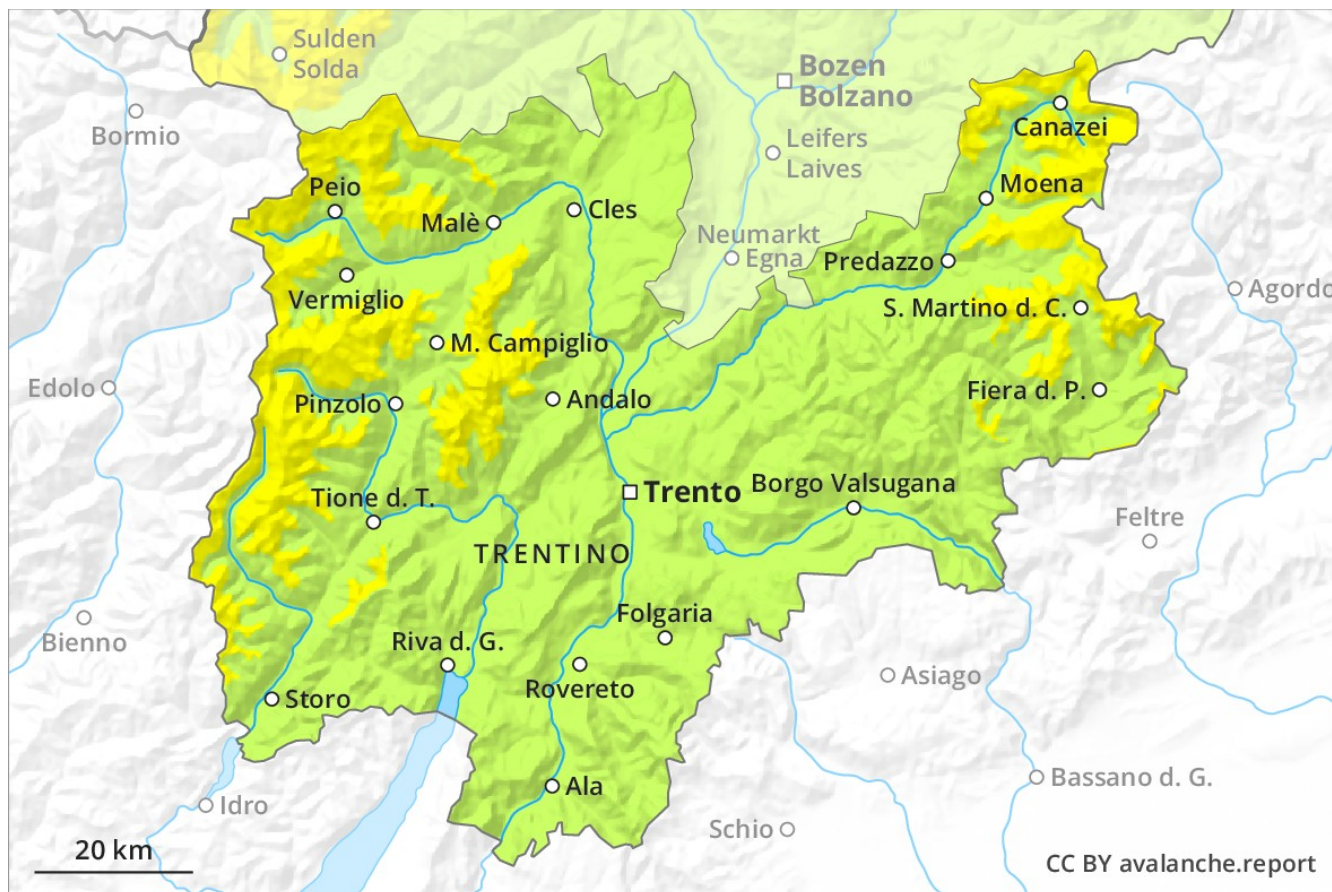 Sulden
Solda
Bozen
Bolzano
Bormio
Canazei
Leifers
Laives
Peio
Moena
Malè
Cles
Neumarkt
Egna
Predazzo
Vermiglio
Agordo
S. Martino d. C.
M. Campiglio
Edolo
Pinzolo
Andalo
Fiera d. P.
Tione d. T.
Trento
Borgo Valsugana
Feltre
TRENTINO
Bienno
Folgaria
Riva d. G.
Asiago
Storo
Rovereto
Bassano d. G.
Ala
Idro
Schio
20 km
CC BY avalanche.report